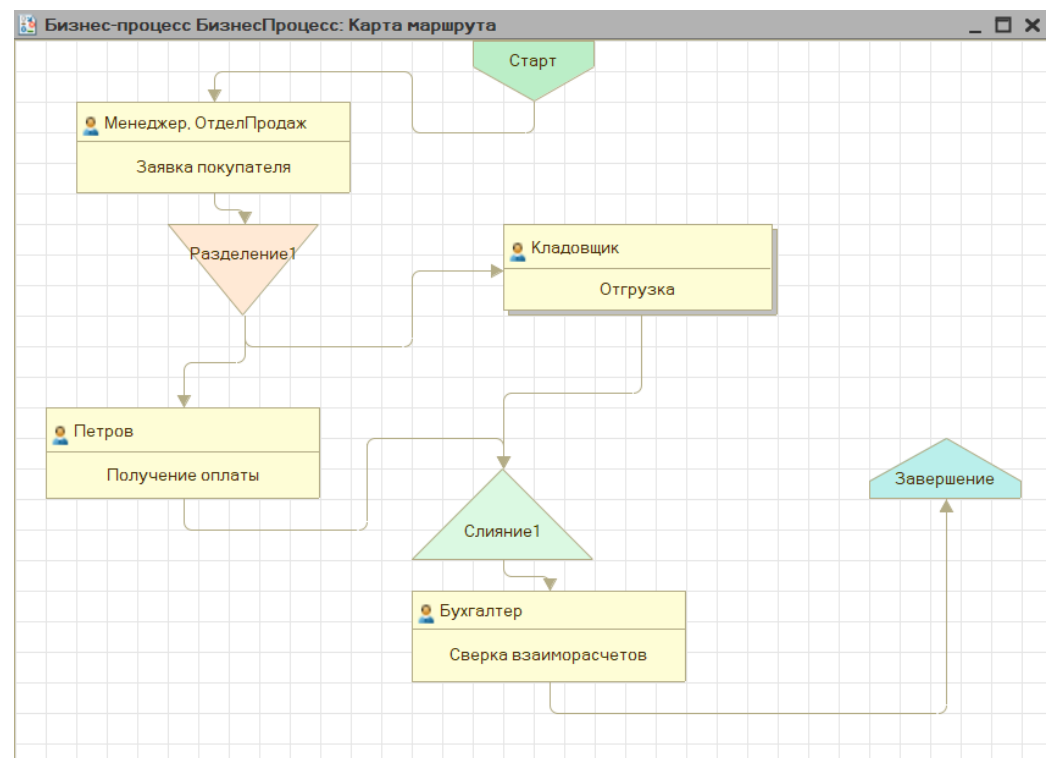 Бизнес-процесс БизнесПроцесс: Карта маршрута
Старт
Менеджер, ОтделПродаж
Заявка покупателя
Разделение1
Кладовщик
Отгрузка
Петров
Получение оплаты
Завершение
Слияние1
Бухгалтер
Сверка взаиморасчетов